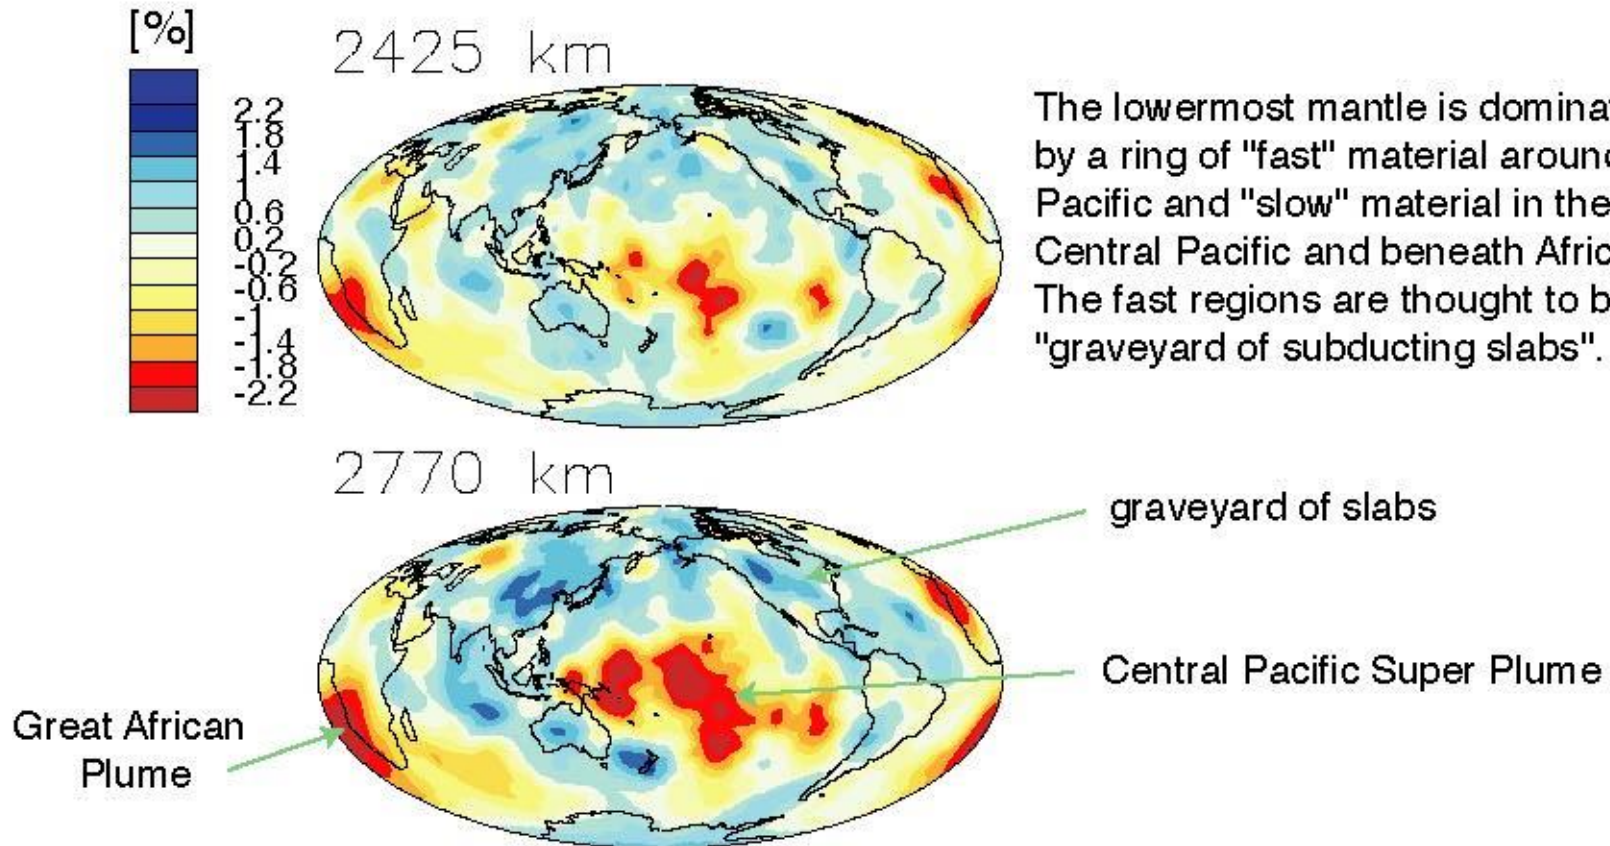 [%]
2.2
1.8
1.4
1
0.6
0.2
-0.2
-0.6
-1
-1.4
-1.8
-2.2
2425 km
The lowermost mantle is dominat
by a ring of "fast" material aroun
Pacific and "slow" material in the
Central Pacific and beneath Afric
The fast regions are thought to b
"graveyard of subducting slabs".
2770 km
graveyard of slabs
Central Pacific Super Plume
Great African
Plume